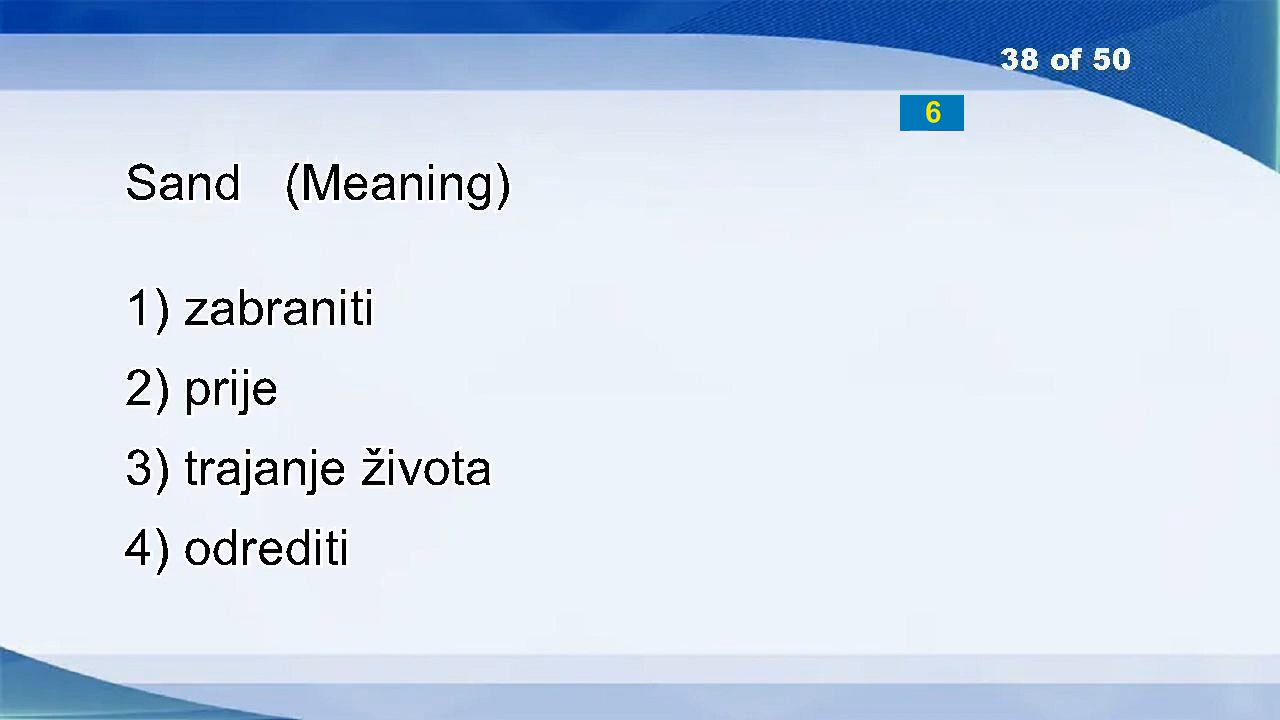 38 of 50
6
Sand (Meaning)
1) zabraniti
2) prije
3) trajanje života
4) odrediti